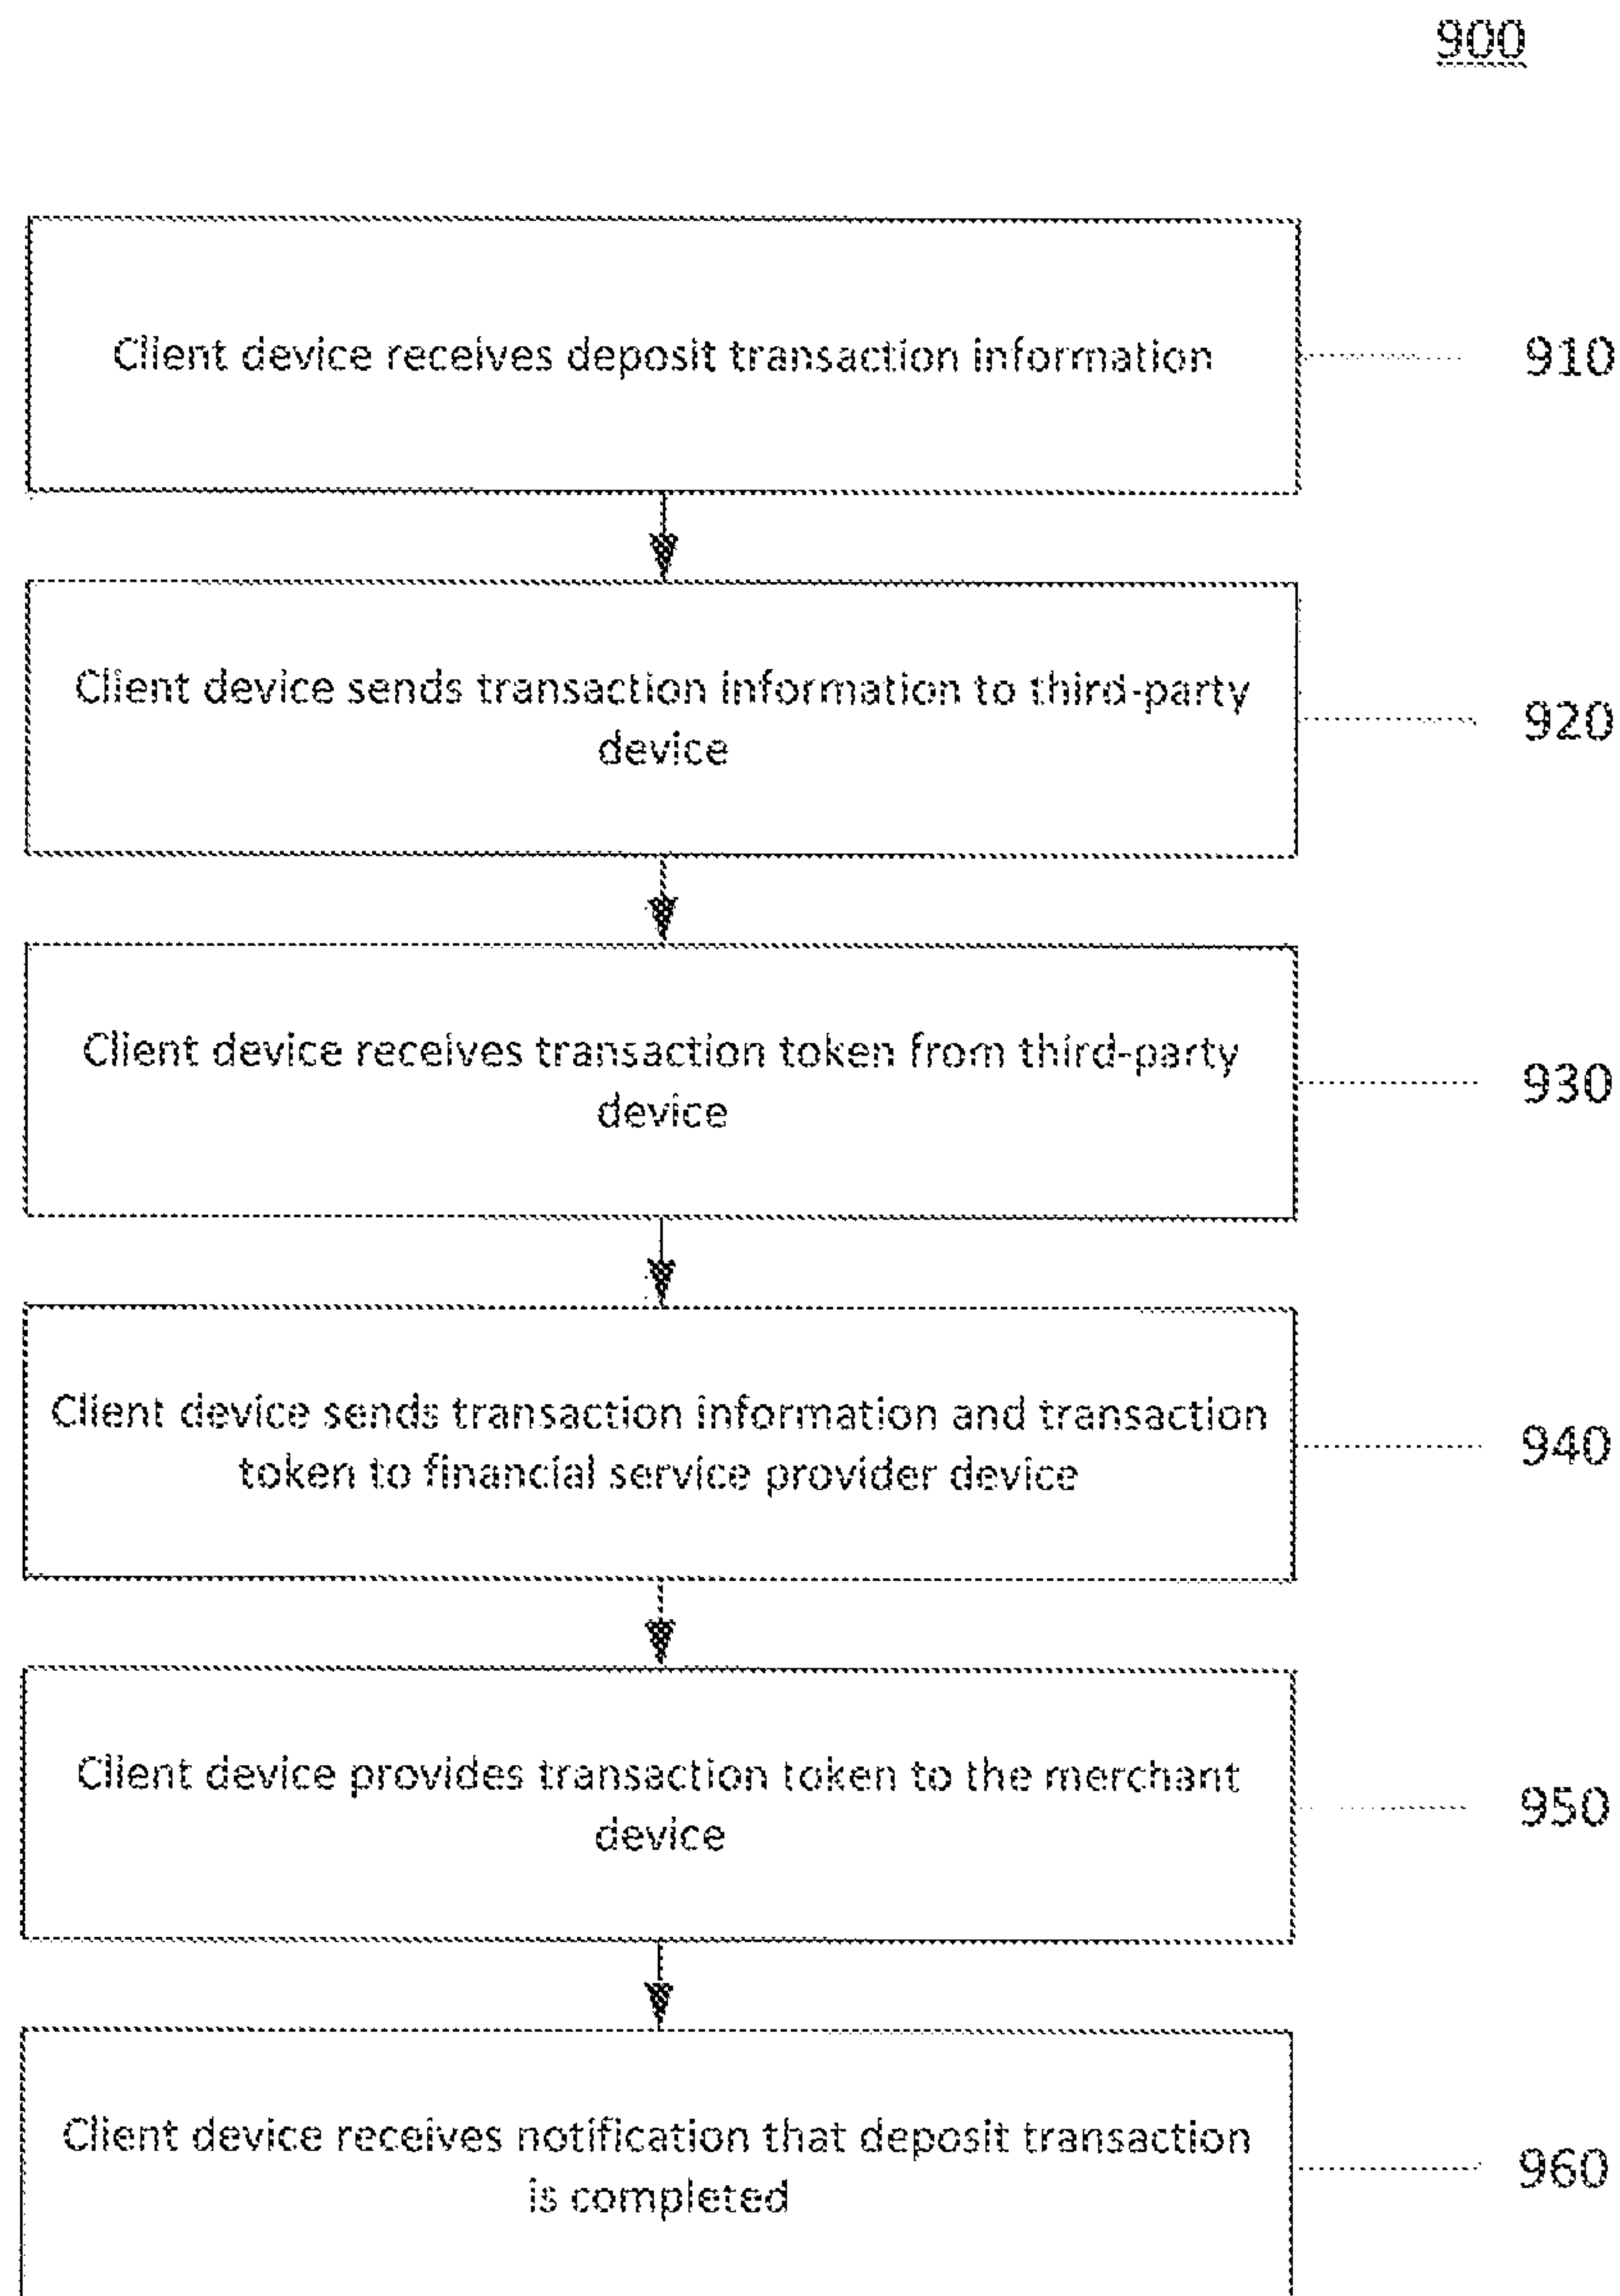 900
Client device receives deposit transaction information
910
Client device sends transaction information to third-party
device
920
Client device receives transaction token from third-party
device
930
Client device sends transaction information and transaction
token to financial service provider device
940
Client device provides transaction token to the merchant
device
950
Client device receives notification that deposit transaction
is completed
960